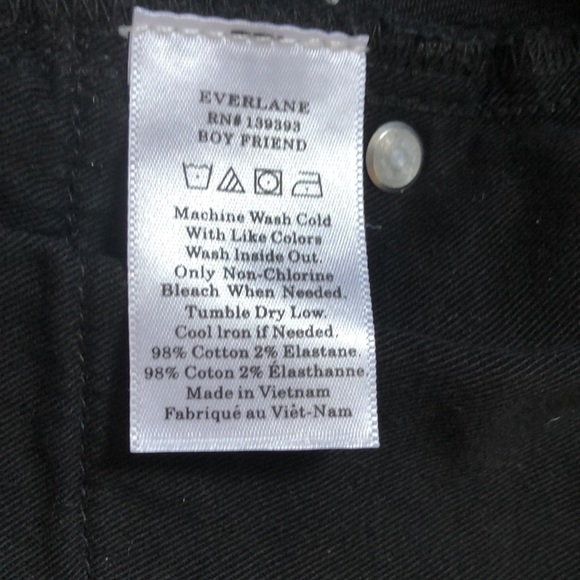 EVERLANE
RN# 139393
BOY FRIEND
Machine Wash Cold
With Like Colors
Wash Inside Out.
Only Non-Chlorine
Bleach When Needed.
Tumble Dry Low.
Cool Iron if Needed.
98% Cotton 2% Elastane.
98% Coton 2% Élasthanne.
Made in Vietnam
Fabriqué au Viêt-Nam